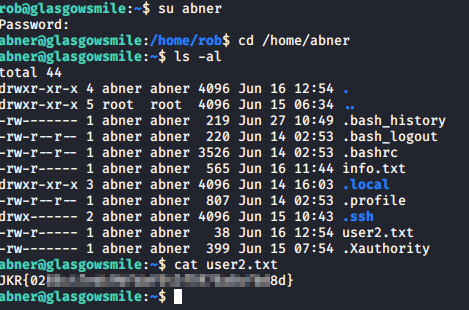 rob@glasgowsmile:~$ su abner
Password:
abner@glasgowsmile:/home/rob$ cd /home/abner
abner@glasgowsmile:~$ ls -al
total 44
drwxr-xr-x 4 abner abner 4096 Jun 16 12:54 .
drwxr-xr-x 5 root  root  4096 Jun 15 06:34 ..
-rw------- 1 abner abner  219 Jun 27 10:49 .bash_history
-rw-r--r-- 1 abner abner  220 Jun 14 02:53 .bash_logout
-rw-r--r-- 1 abner abner 3526 Jun 14 02:53 .bashrc
-rw-r----- 1 abner abner  565 Jun 16 11:44 info.txt
drwxr-xr-x 3 abner abner 4096 Jun 14 16:03 .local
-rw-r--r-- 1 abner abner  807 Jun 14 02:53 .profile
drwx------ 2 abner abner 4096 Jun 15 10:43 .ssh
-rw-r----- 1 abner abner   38 Jun 16 12:54 user2.txt
-rw------- 1 abner abner  399 Jun 15 07:54 .Xauthority
abner@glasgowsmile:~$ cat user2.txt
JKR{02 8d}
abner@glasgowsmile:~$